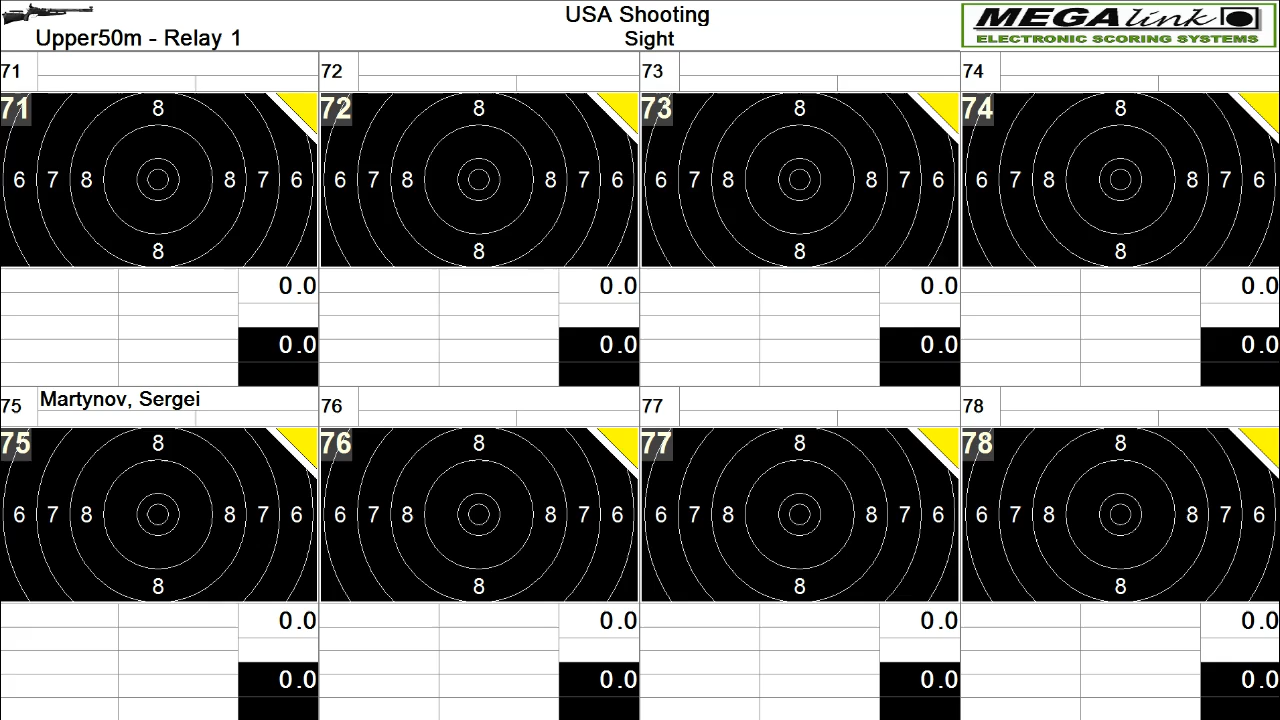 USA Shooting
Upper50m - Relay 1
Sight
MEGAlink
ELECTRONIC SCORING SYSTEMS
71
72
73
74
71 8
72 8
73 8
74 8
6 7 8 8 7 6
6 7 8 8 7 6
6 7 8 8 7 6
6 7 8 8 7 6
8
8
8
8
0.0
0.0
0.0
0.0
0.0
0.0
0.0
0.0
75 Martynov, Sergei
76
77
78
75 8
76 8
77 8
78 8
6 7 8 8 7 6
6 7 8 8 7 6
6 7 8 8 7 6
6 7 8 8 7 6
8
8
8
8
0.0
0.0
0.0
0.0
0.0
0.0
0.0
0.0